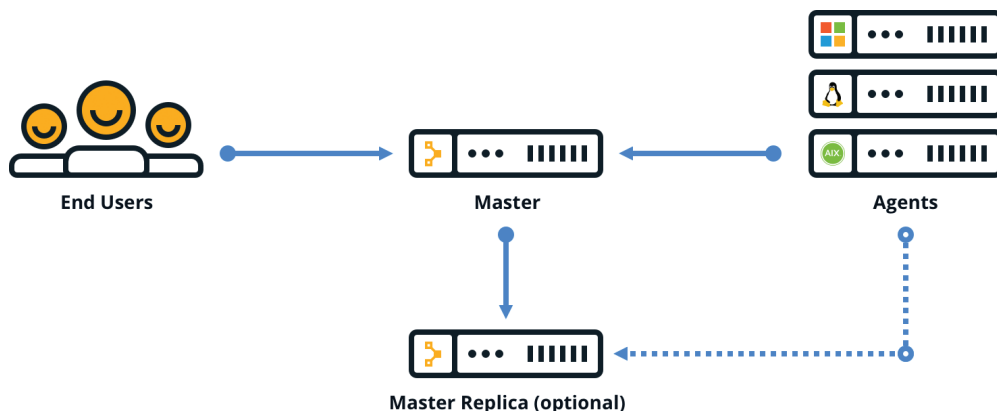 AIX
End Users
Master
Agents
Master Replica (optional)